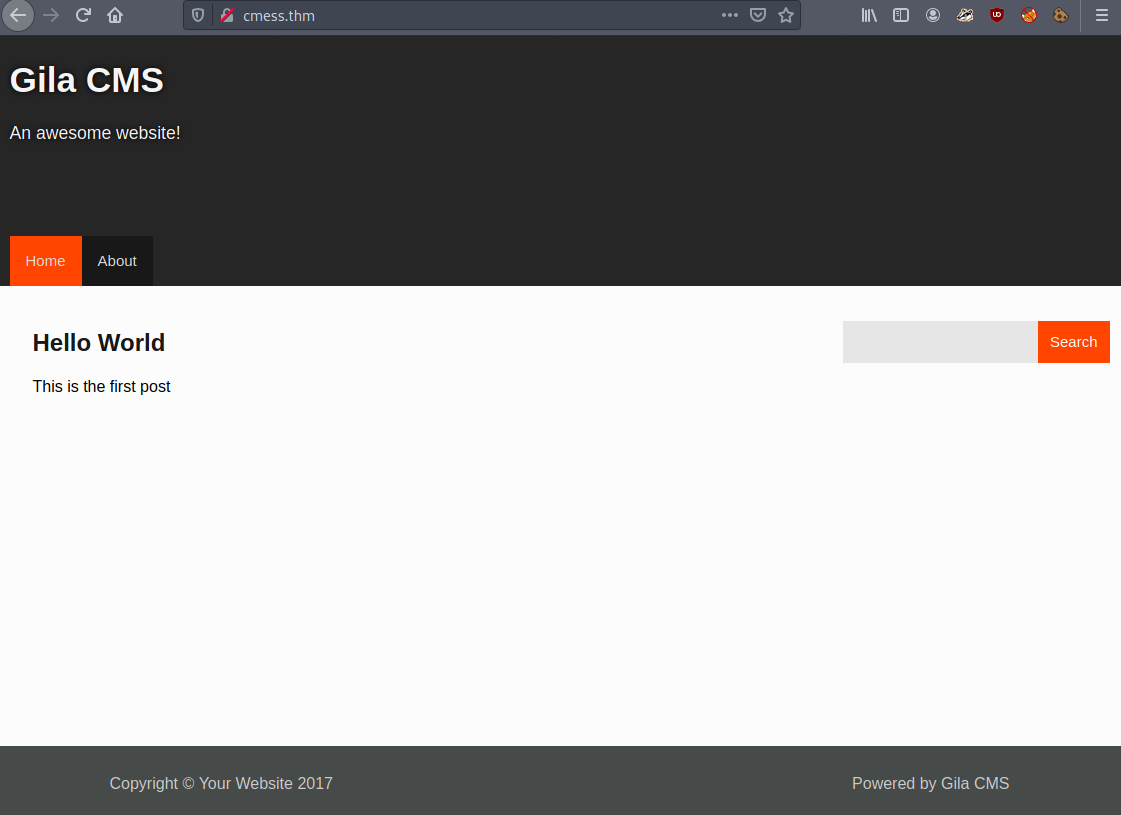 cmess.thm
Gila CMS
An awesome website!
Home About
Hello World
Search
This is the first post
Copyright © Your Website 2017 Powered by Gila CMS